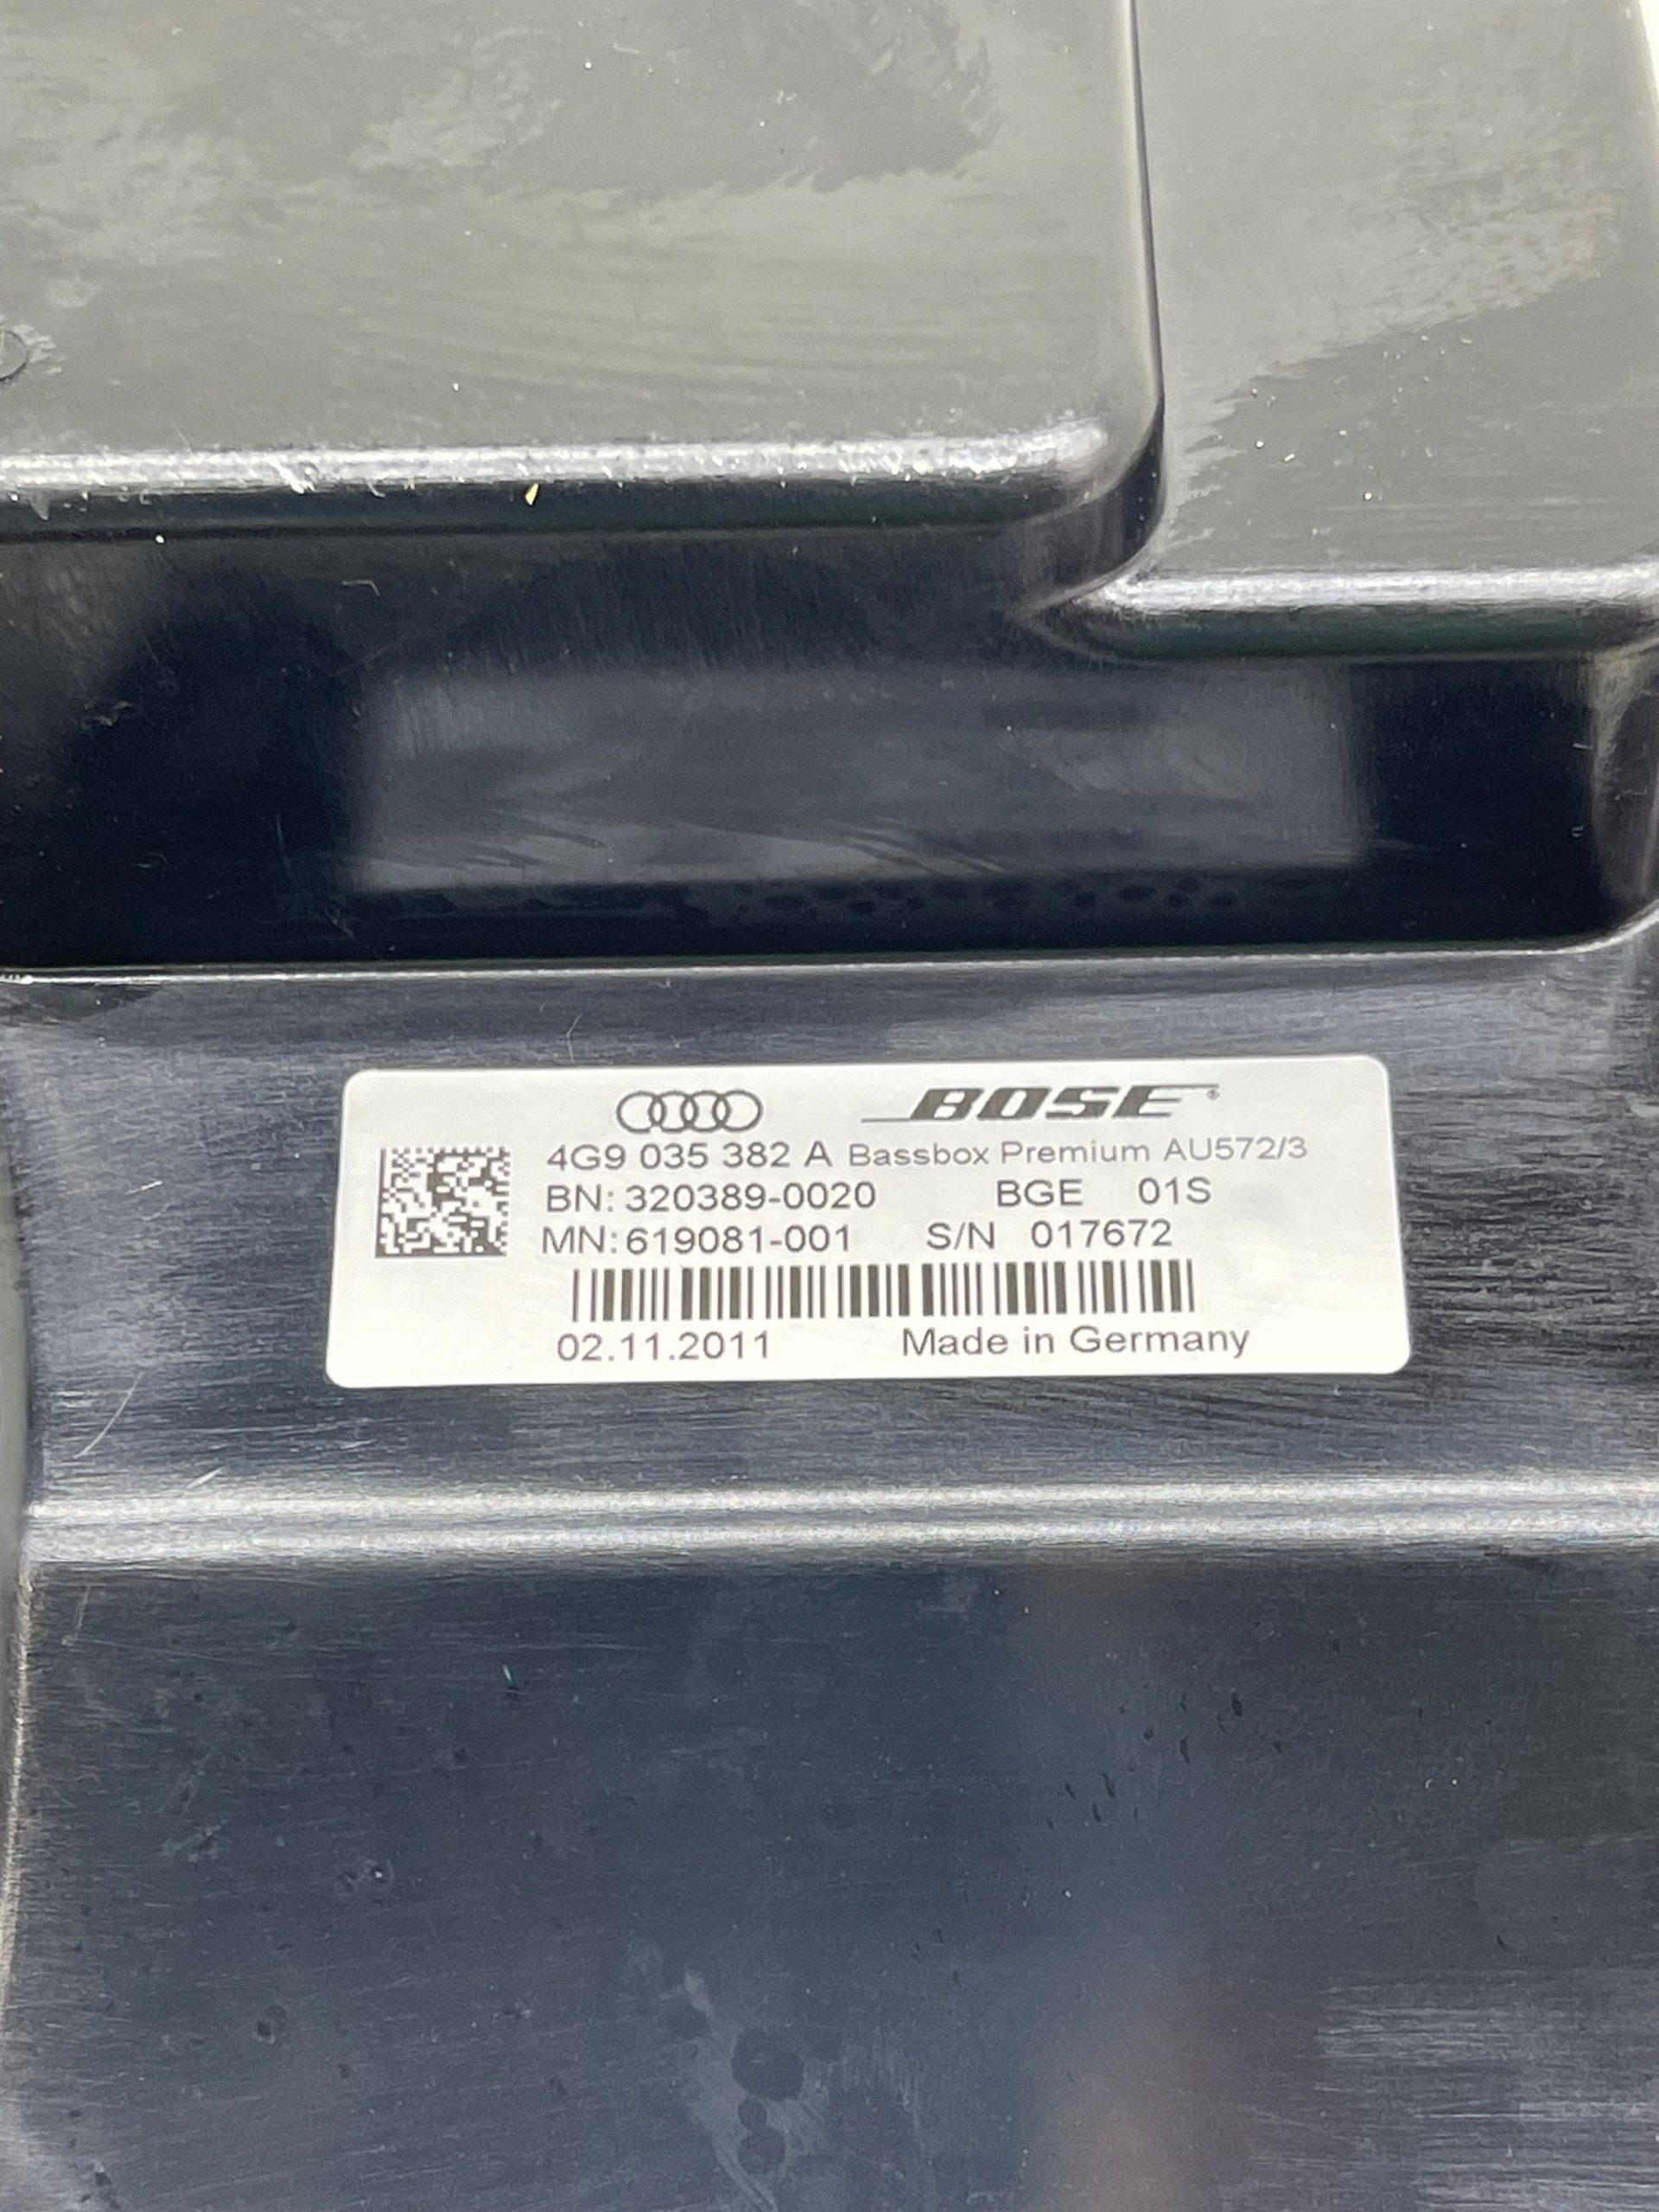 BOSE®
4G9 035 382 A Bassbox Premium AU572/3
BN: 320389-0020 BGE 01S
MN: 619081-001 S/N 017672
02.11.2011 Made in Germany